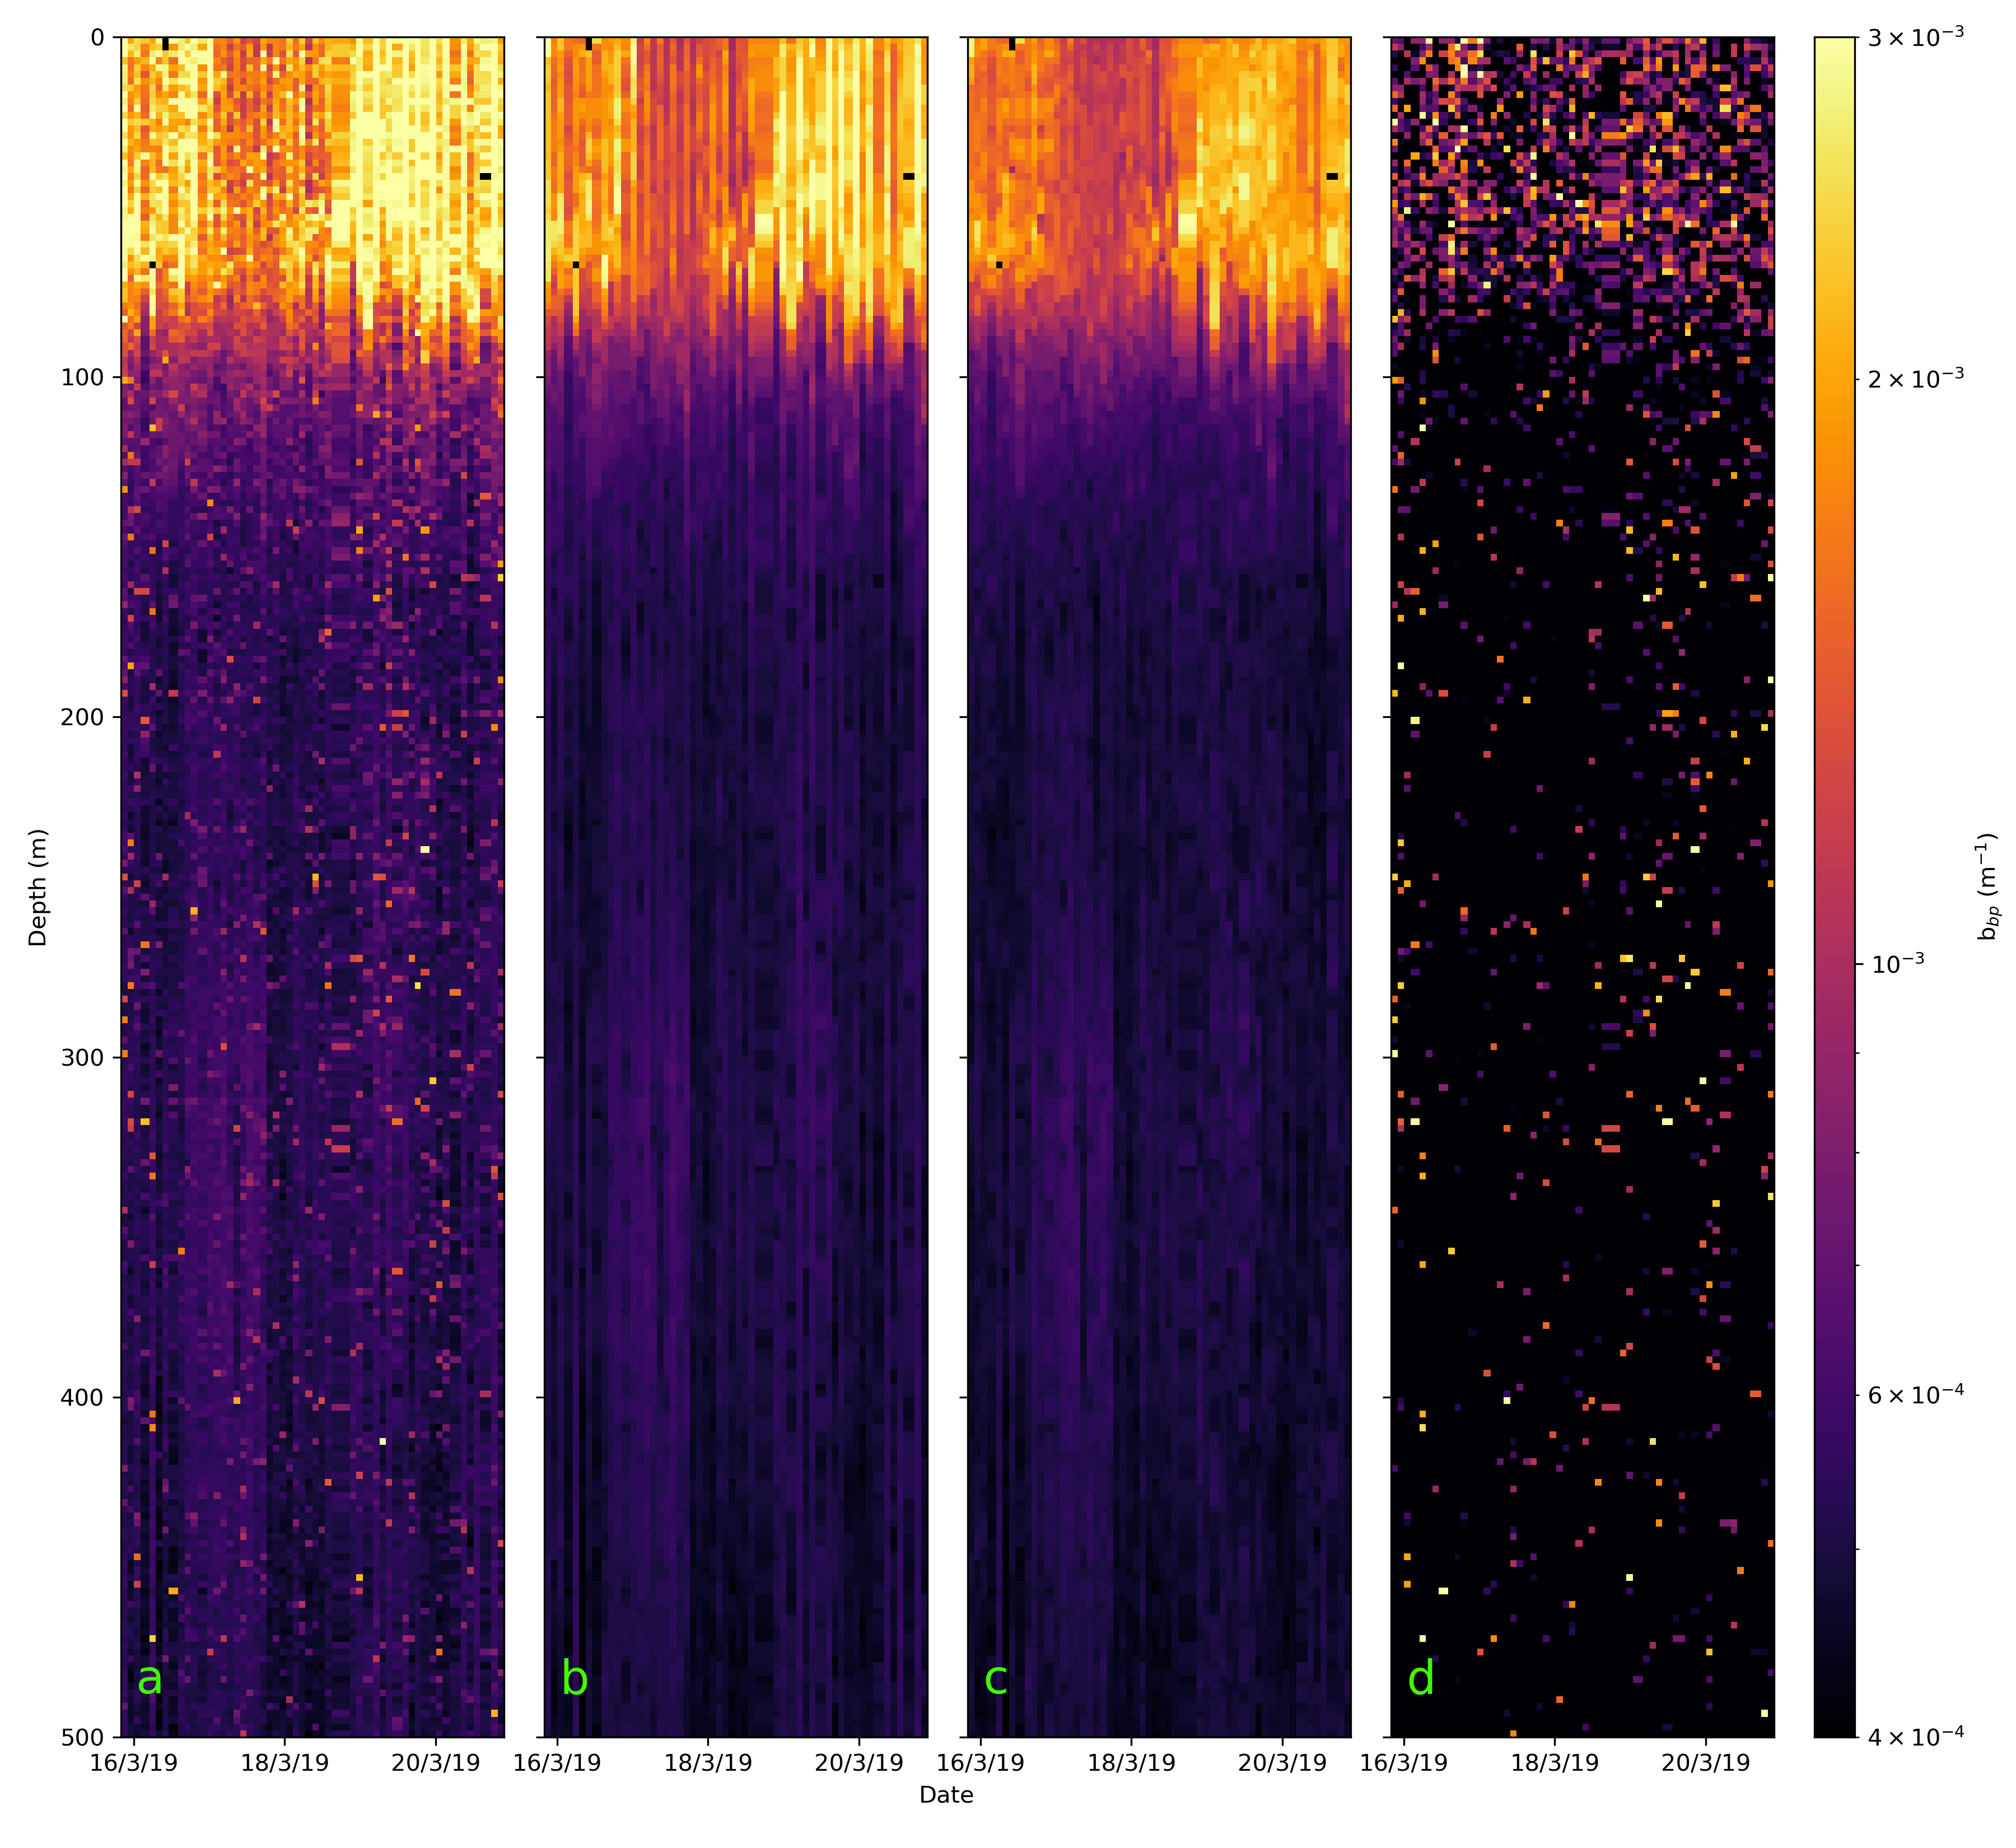 0
100
200
300
400
500
Depth (m)
a
b
c
d
16/3/19 18/3/19 20/3/19
16/3/19 18/3/19 20/3/19
16/3/19 18/3/19 20/3/19
16/3/19 18/3/19 20/3/19
Date
3 × 10⁻³
2 × 10⁻³
10⁻³
6 × 10⁻⁴
4 × 10⁻⁴
b_bp (m⁻¹)